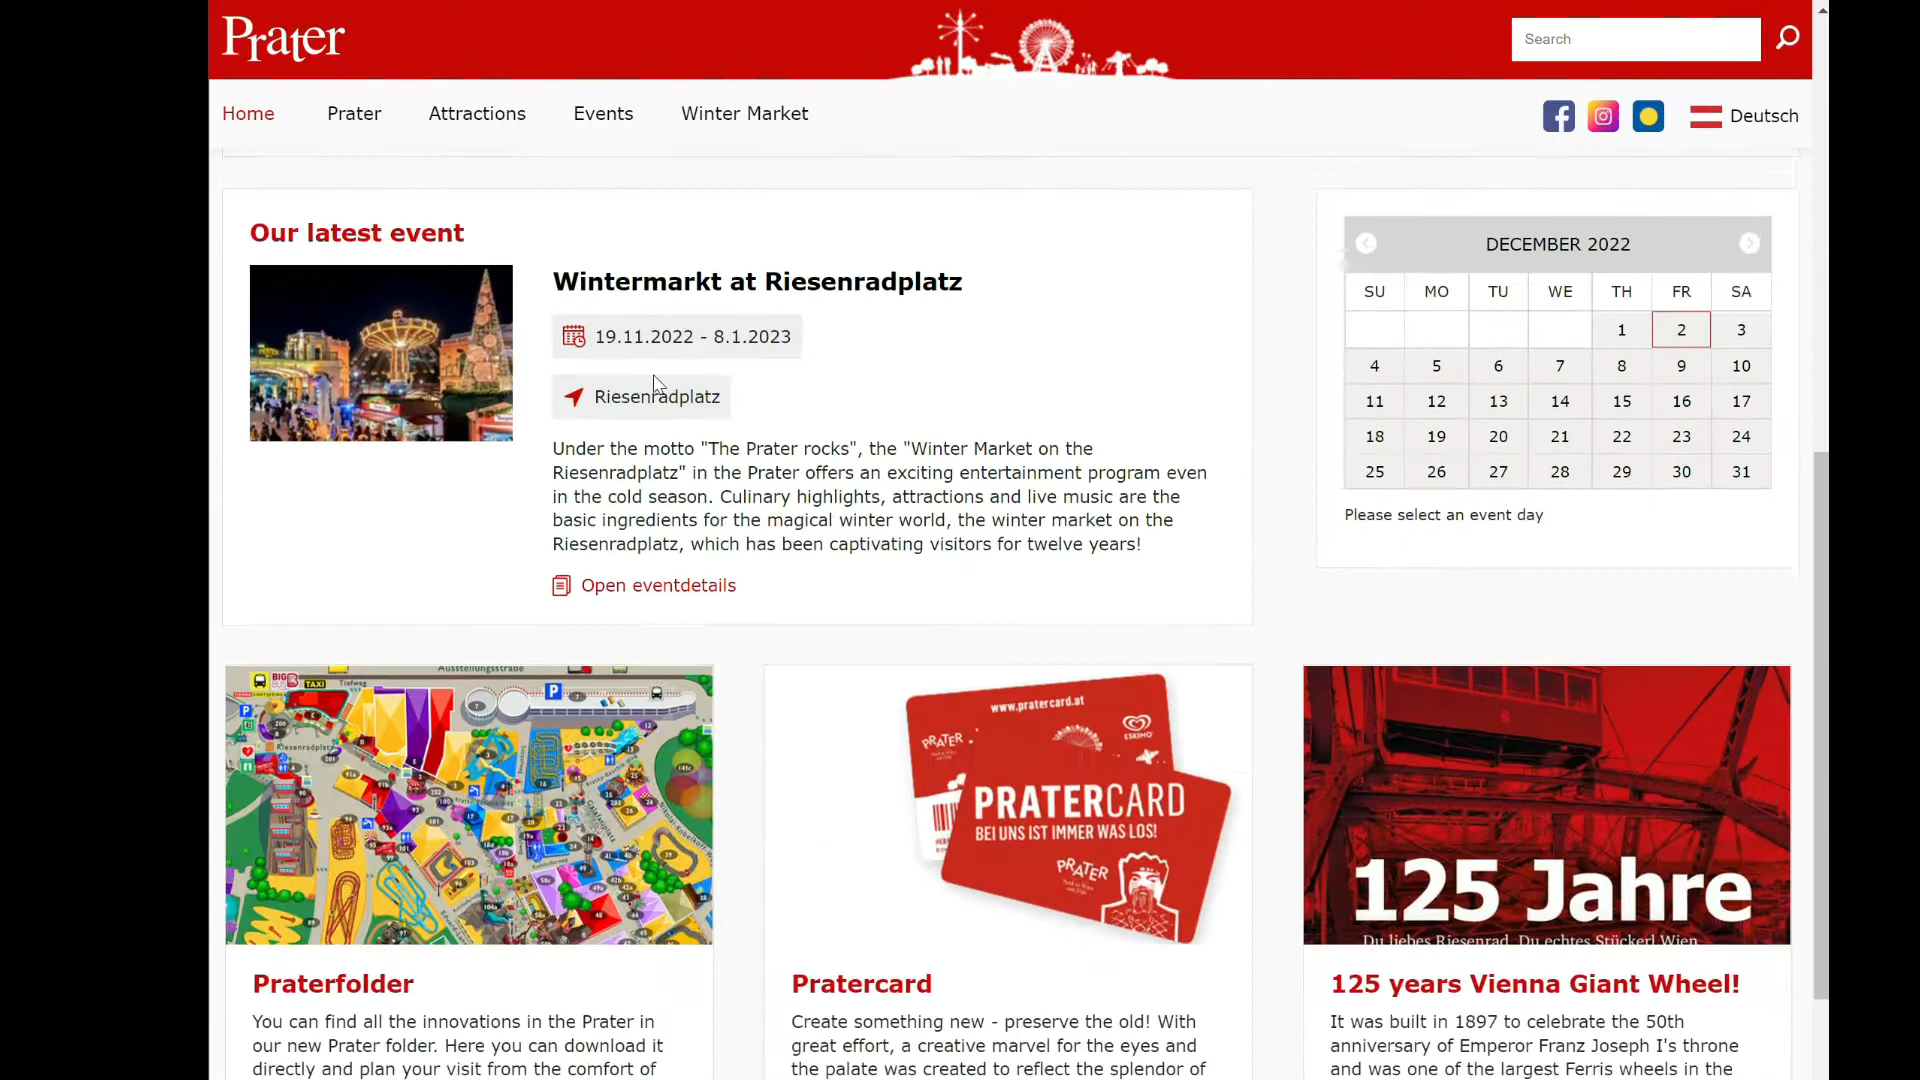 Prater
Search
Home
Prater
Attractions
Events
Winter Market
Deutsch
Our latest event
Wintermarkt at Riesenradplatz
19.11.2022 - 8.1.2023
Riesenradplatz
Under the motto "The Prater rocks", the "Winter Market on the
Riesenradplatz" in the Prater offers an exciting entertainment program even
in the cold season. Culinary highlights, attractions and live music are the
basic ingredients for the magical winter world, the winter market on the
Riesenradplatz, which has been captivating visitors for twelve years!
Open eventdetails
DECEMBER 2022
SU MO TU WE TH FR SA
1 2 3
4 5 6 7 8 9 10
11 12 13 14 15 16 17
18 19 20 21 22 23 24
25 26 27 28 29 30 31
Please select an event day
Ausstellungsstraße
BIG BUS TAXI Tiefweg
P
Riesenradplatz
www.pratercard.at
PRATER
ESKIMO
PRATERCARD
BEI UNS IST IMMER WAS LOS!
PRATER
125 Jahre
Du liebes Riesenrad. Du echtes Stückerl Wien
Praterfolder
You can find all the innovations in the Prater in
our new Prater folder. Here you can download it
directly and plan your visit from the comfort of
Pratercard
Create something new - preserve the old! With
great effort, a creative marvel for the eyes and
the palate was created to reflect the splendor of
125 years Vienna Giant Wheel!
It was built in 1897 to celebrate the 50th
anniversary of Emperor Franz Joseph I's throne
and was one of the largest Ferris wheels in the